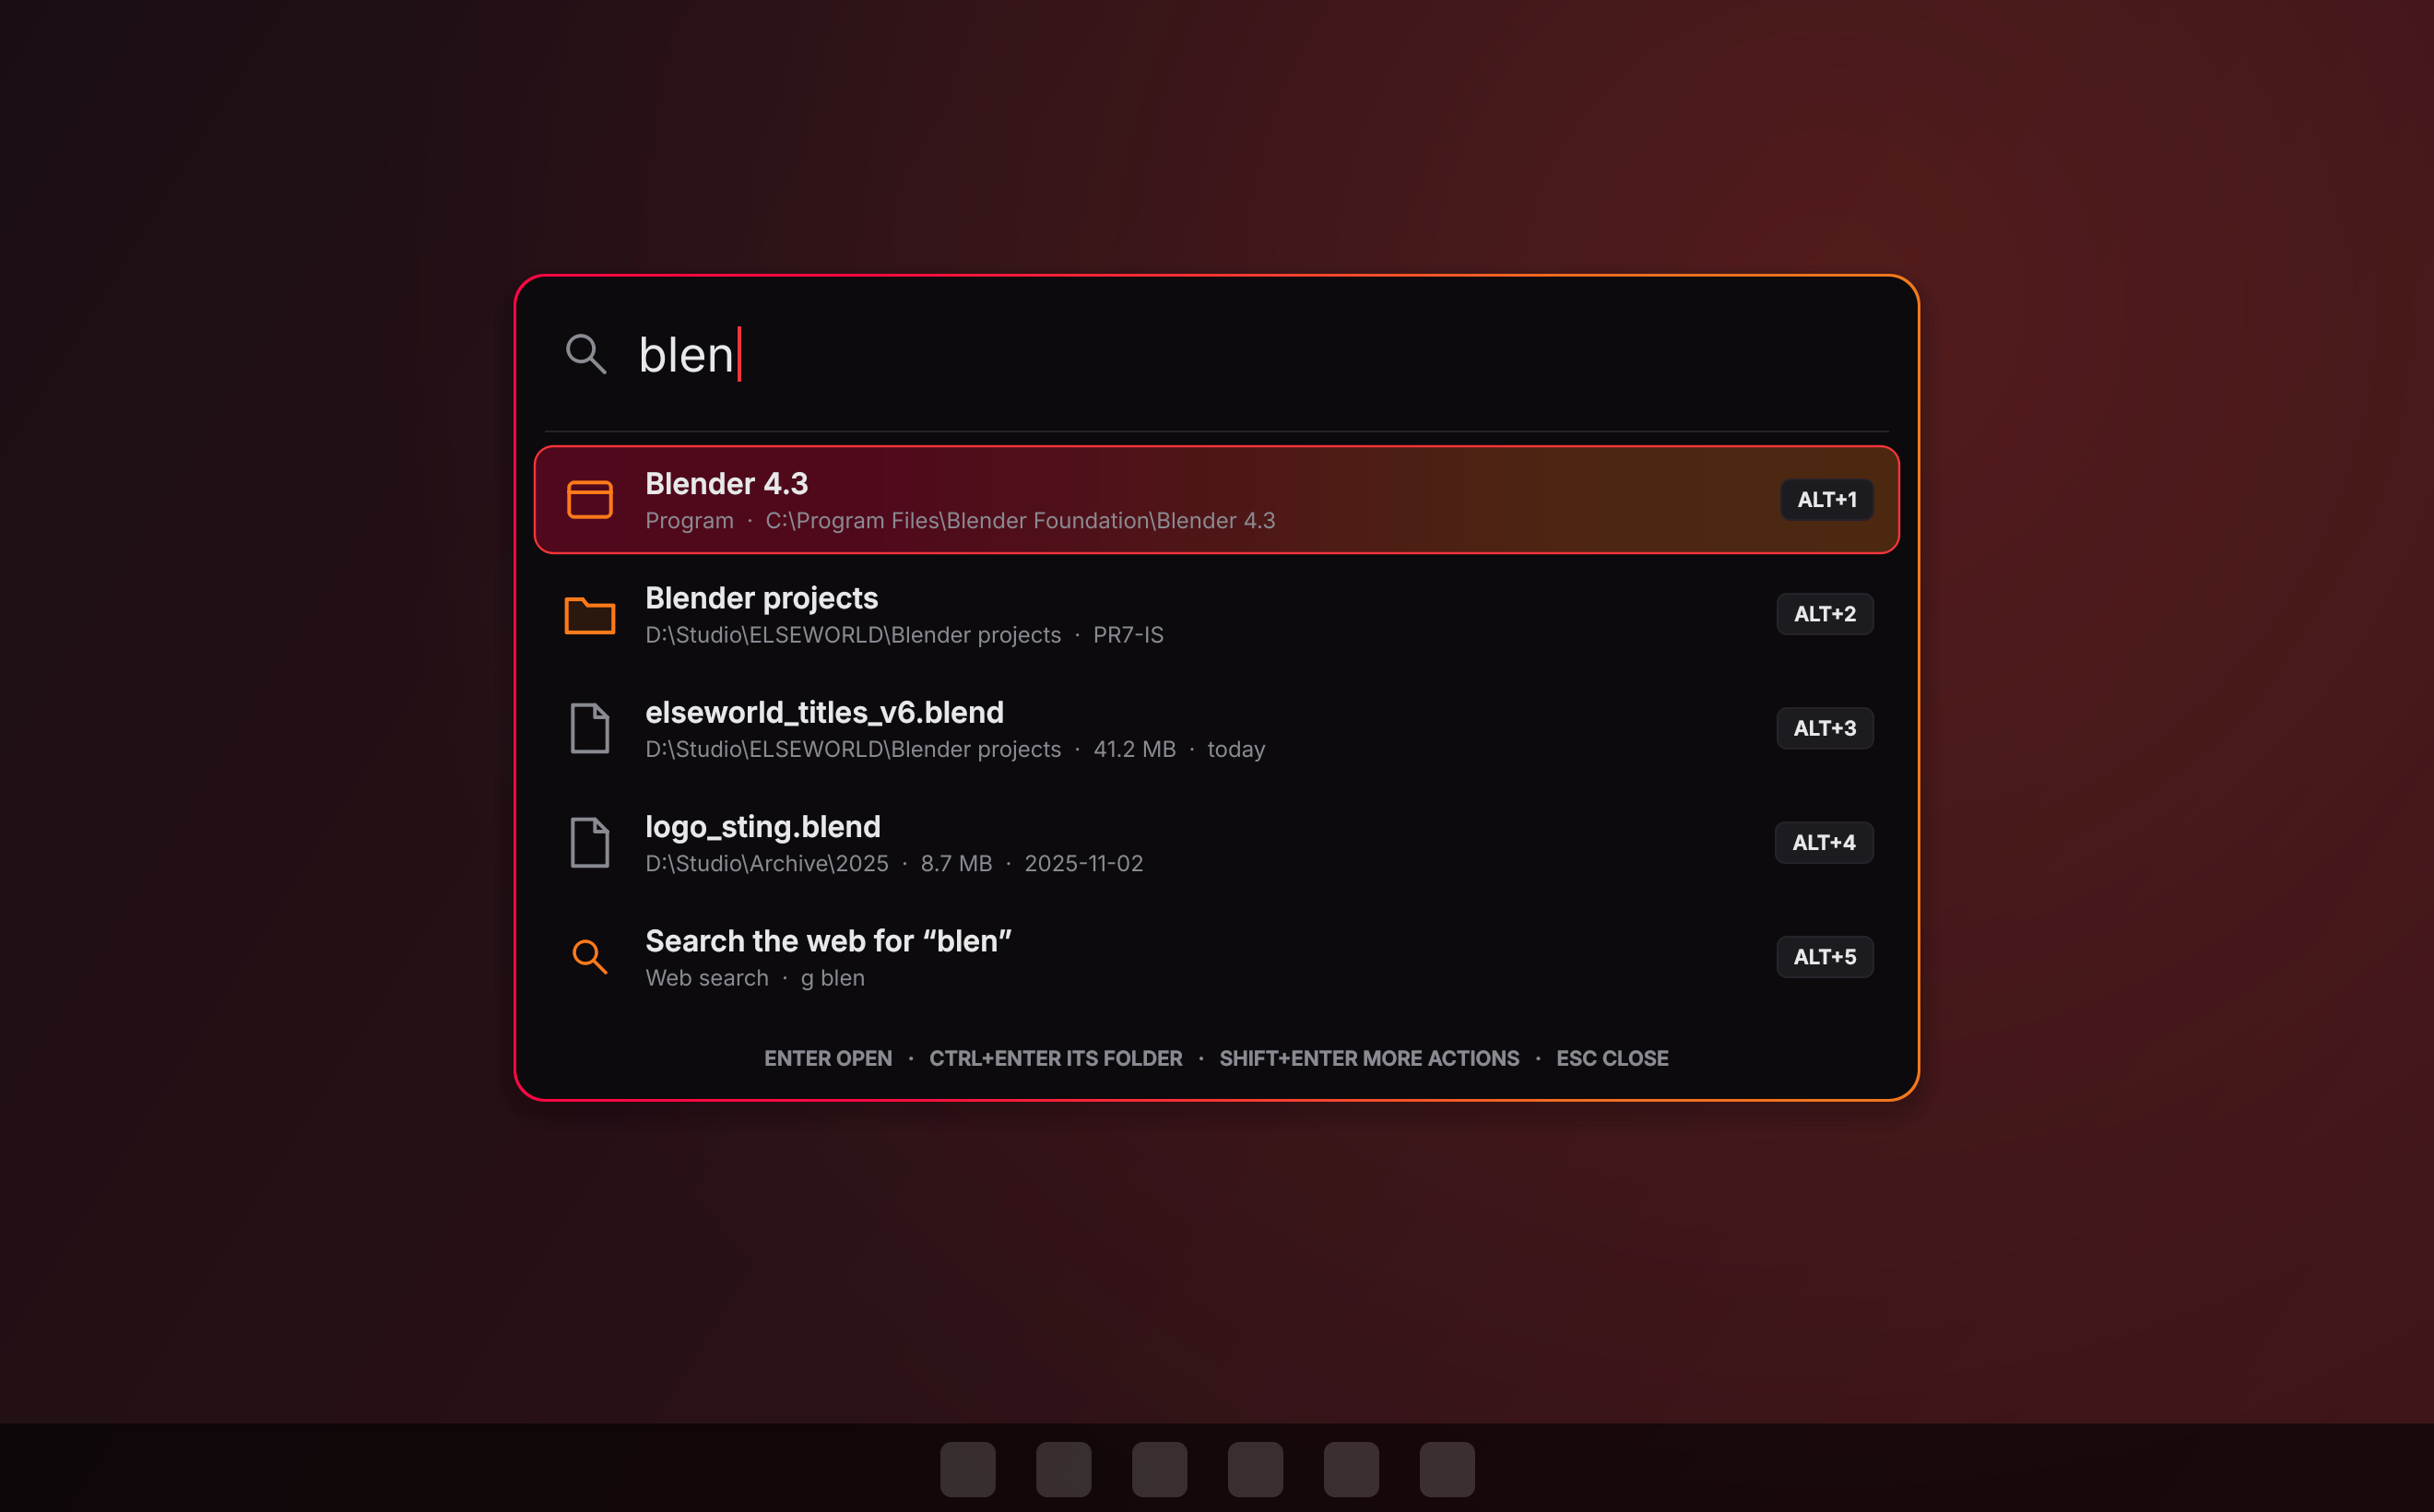 blen
Blender 4.3
Program · C:\Program Files\Blender Foundation\Blender 4.3
ALT+1
Blender projects
D:\Studio\ELSEWORLD\Blender projects · PR7-IS
ALT+2
elseworld_titles_v6.blend
D:\Studio\ELSEWORLD\Blender projects · 41.2 MB · today
ALT+3
logo_sting.blend
D:\Studio\Archive\2025 · 8.7 MB · 2025-11-02
ALT+4
Search the web for “blen”
Web search · g blen
ALT+5
ENTER OPEN · CTRL+ENTER ITS FOLDER · SHIFT+ENTER MORE ACTIONS · ESC CLOSE